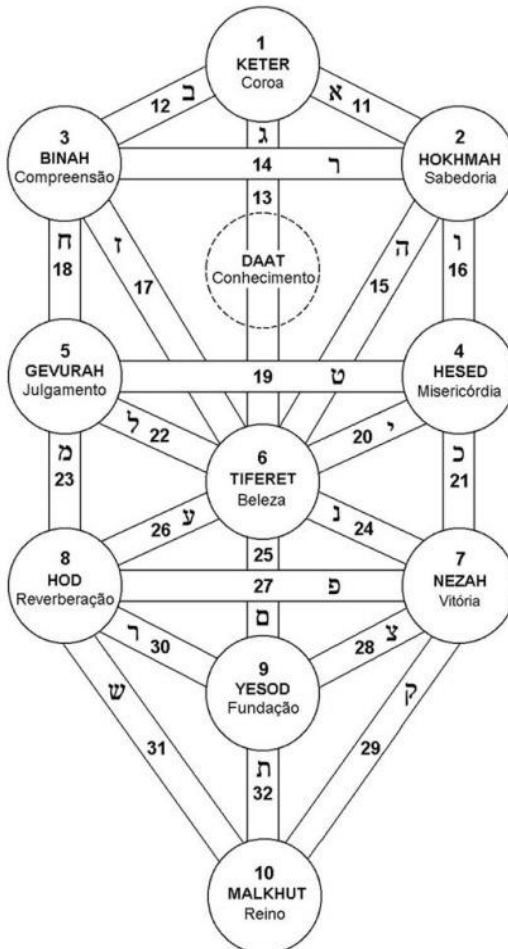 1
KETER
Coroa
ב
12
א
11
3
BINAH
Compreensão
ג
14 ר
13
2
HOKHMAH
Sabedoria
ח
18
ז
17
DAAT
Conhecimento
ה
15
ו
16
5
GEVURAH
Julgamento
19 ט
4
HESED
Misericórdia
ל
22
י
20
מ
23
6
TIFERET
Beleza
כ
21
ע
26
נ
24
25
8
HOD
Reverberação
27 פ
7
NEZAH
Vitória
ם
ר
30
צ
28
9
YESOD
Fundação
ש
31
ק
29
ת
32
10
MALKHUT
Reino